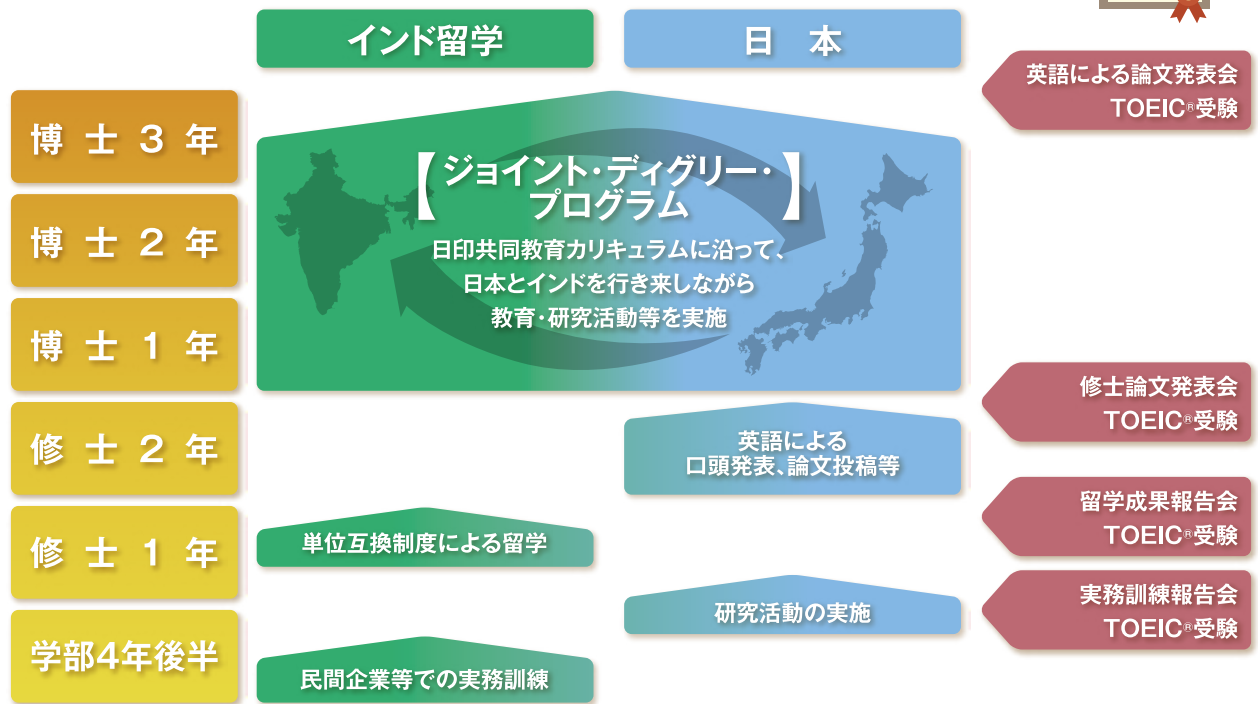 インド留学
日 本
英語による論文発表会
TOEIC®受験
博 士 3 年
【ジョイント・ディグリー・
プログラム】
日印共同教育カリキュラムに沿って、
日本とインドを行き来しながら
教育・研究活動等を実施
博 士 2 年
博 士 1 年
修士論文発表会
TOEIC®受験
修 士 2 年
英語による
口頭発表、論文投稿等
留学成果報告会
TOEIC®受験
修 士 1 年
単位互換制度による留学
実務訓練報告会
TOEIC®受験
研究活動の実施
学部4年後半
民間企業等での実務訓練